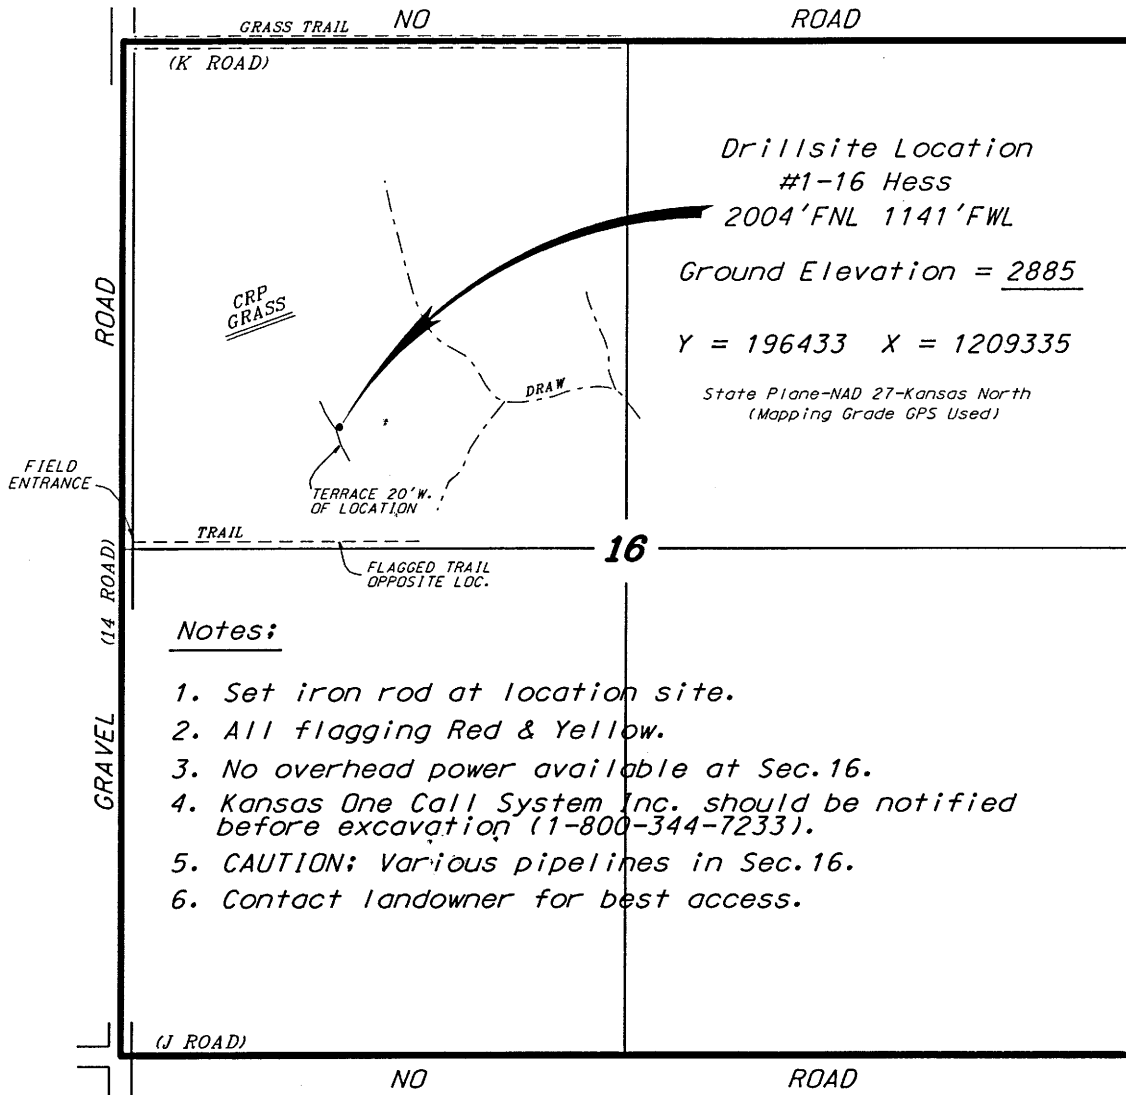 NO ROAD
GRASS TRAIL
(K ROAD)
Drillsite Location
#1-16 Hess
2004'FNL 1141'FWL
Ground Elevation = 2885
Y = 196433 X = 1209335
State Plane-NAD 27-Kansas North
(Mapping Grade GPS Used)
CRP
GRASS
DRAW
ROAD
FIELD
ENTRANCE
TERRACE 20'W.
OF LOCATION
TRAIL
16
FLAGGED TRAIL
OPPOSITE LOC.
(14 ROAD)
GRAVEL
Notes:
1. Set iron rod at location site.
2. All flagging Red & Yellow.
3. No overhead power available at Sec.16.
4. Kansas One Call System Inc. should be notified
before excavation (1-800-344-7233).
5. CAUTION: Various pipelines in Sec.16.
6. Contact landowner for best access.
(J ROAD)
NO ROAD